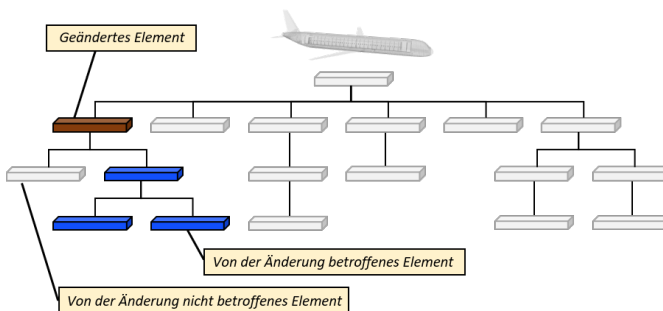 Geändertes Element
Von der Änderung betroffenes Element
Von der Änderung nicht betroffenes Element